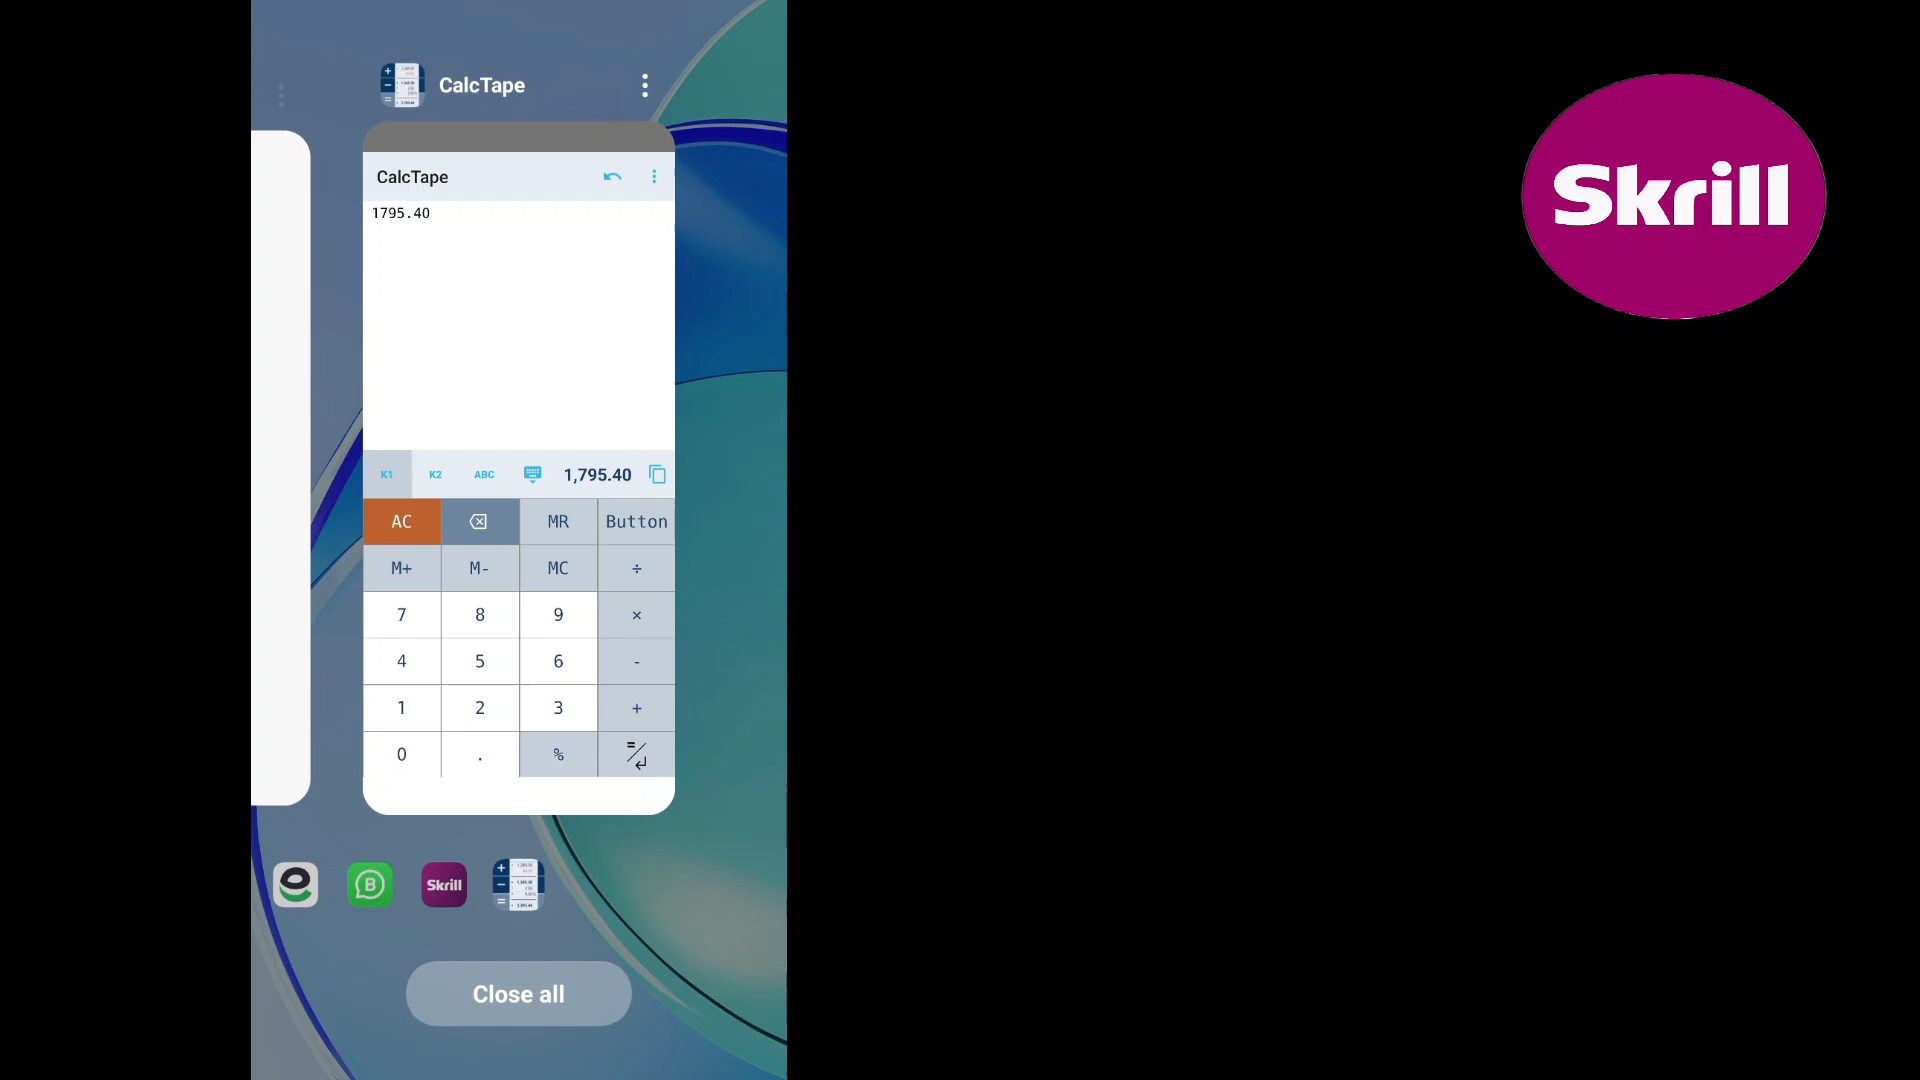 CalcTape
CalcTape
1795.40
K1 K2 ABC 1,795.40
AC MR Button
M+ M- MC ÷
7 8 9 ×
4 5 6 -
1 2 3 +
0 . % =
Skrill
Close all
Skrill